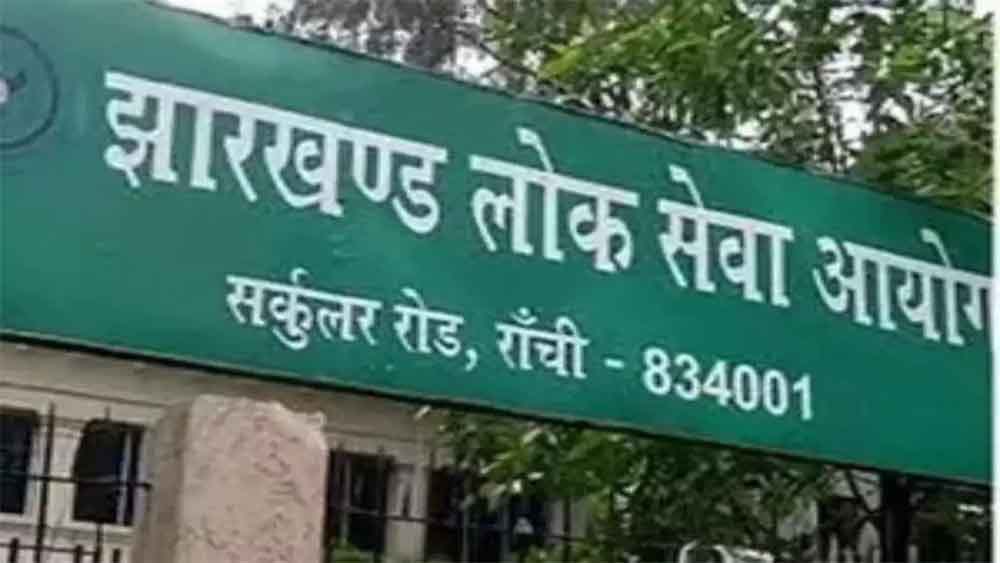 झारखण्ड लोक सेवा आयोग
सर्कुलर रोड, राँची - 834001